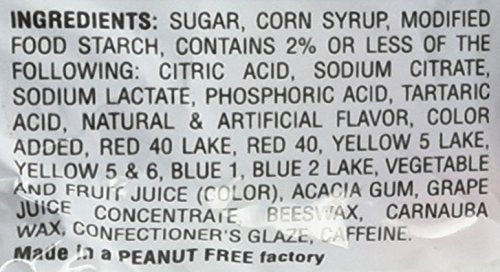 INGREDIENTS: SUGAR, CORN SYRUP, MODIFIED
FOOD STARCH, CONTAINS 2% OR LESS OF THE
FOLLOWING: CITRIC ACID, SODIUM CITRATE,
SODIUM LACTATE, PHOSPHORIC ACID, TARTARIC
ACID, NATURAL & ARTIFICIAL FLAVOR, COLOR
ADDED, RED 40 LAKE, RED 40, YELLOW 5 LAKE,
YELLOW 5 & 6, BLUE 1, BLUE 2 LAKE, VEGETABLE
AND FRUIT JUICE (COLOR), ACACIA GUM, GRAPE
JUICE CONCENTRATE, BEESWAX, CARNAUBA
WAX, CONFECTIONER'S GLAZE, CAFFEINE.
Made in a PEANUT FREE factory